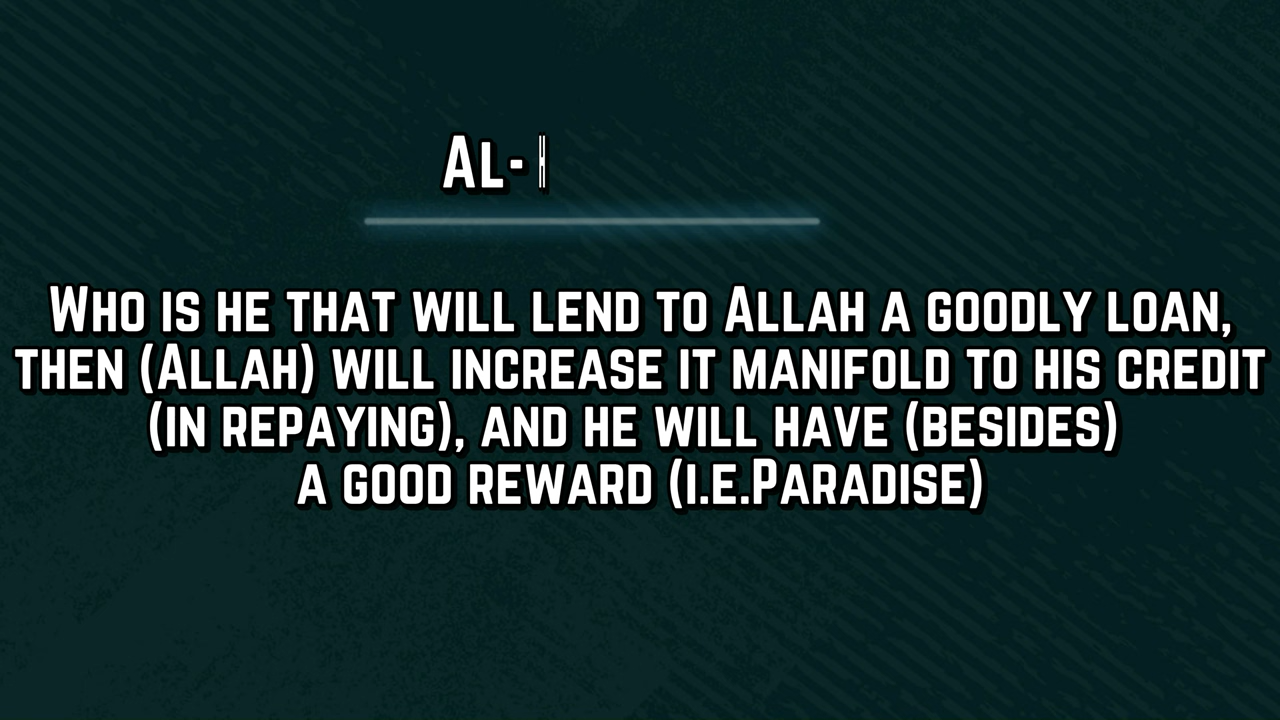 Al-
Who is he that will lend to Allah a goodly loan,
then (Allah) will increase it manifold to his credit
(in repaying), and he will have (besides)
a good reward (i.e.Paradise)